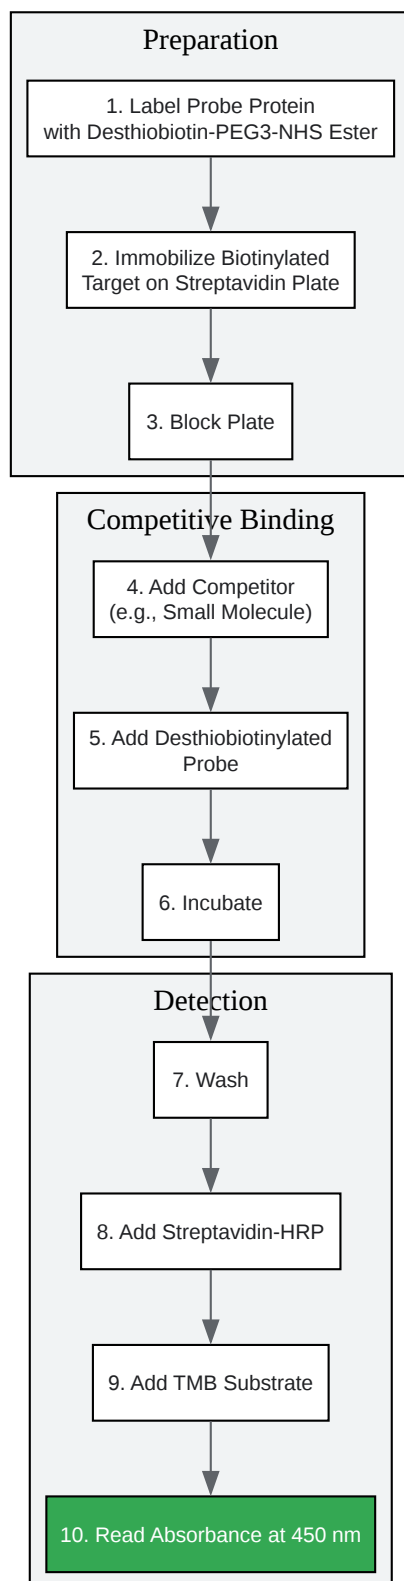 Preparation
1. Label Probe Protein
with Desthiobiotin-PEG3-NHS Ester
2. Immobilize Biotinylated
Target on Streptavidin Plate
3. Block Plate
Competitive Binding
4. Add Competitor
(e.g., Small Molecule)
5. Add Desthiobiotinylated
Probe
6. Incubate
Detection
7. Wash
8. Add Streptavidin-HRP
9. Add TMB Substrate
10. Read Absorbance at 450 nm